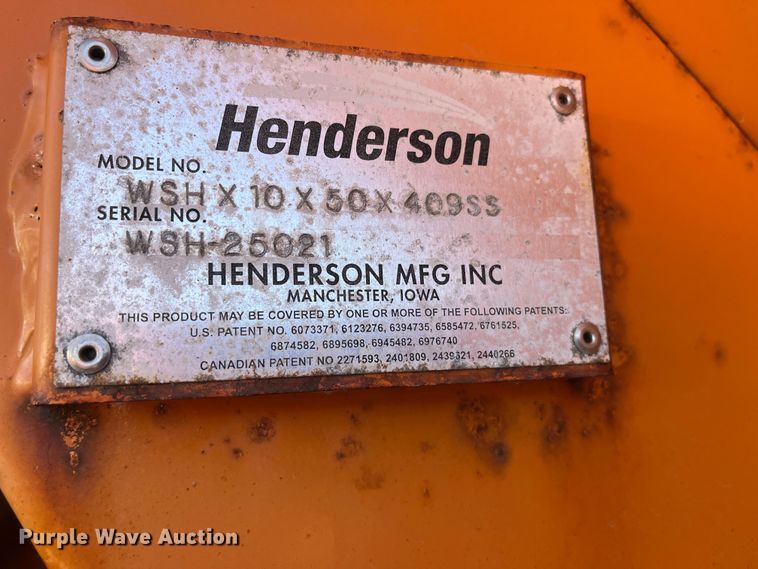 Henderson
MODEL NO.
WSH X 10 X 50 X 409SS
SERIAL NO.
WSH-25021
HENDERSON MFG INC
MANCHESTER, IOWA
THIS PRODUCT MAY BE COVERED BY ONE OR MORE OF THE FOLLOWING PATENTS:
U.S. PATENT NO. 6073371, 6123276, 6394735, 6585472, 6761525,
6874582, 6895698, 6945482, 6976740
CANADIAN PATENT NO 2271593, 2401809, 2439321, 2440266
Purple Wave Auction